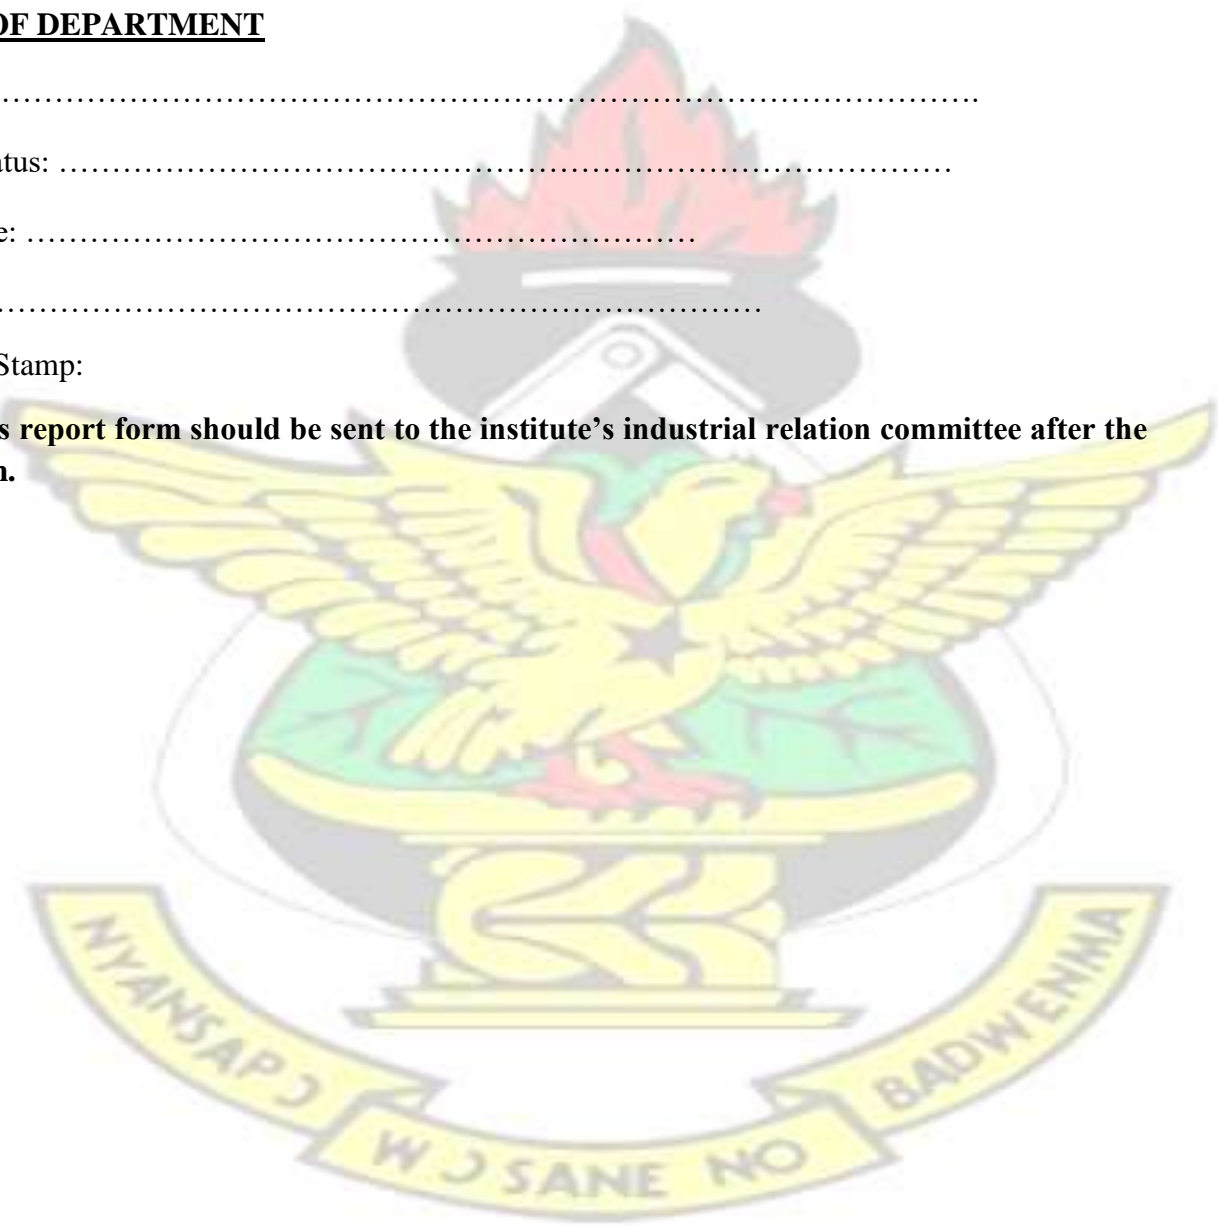 OF DEPARTMENT
……………………………………………………………………………….
atus: …………………………………………………………………………
e: ………………………………………………………
………………………………………………………………
Stamp:
s report form should be sent to the institute’s industrial relation committee after the
n.
NYANSAPƆ
WƆSANE NO
BADWENMA